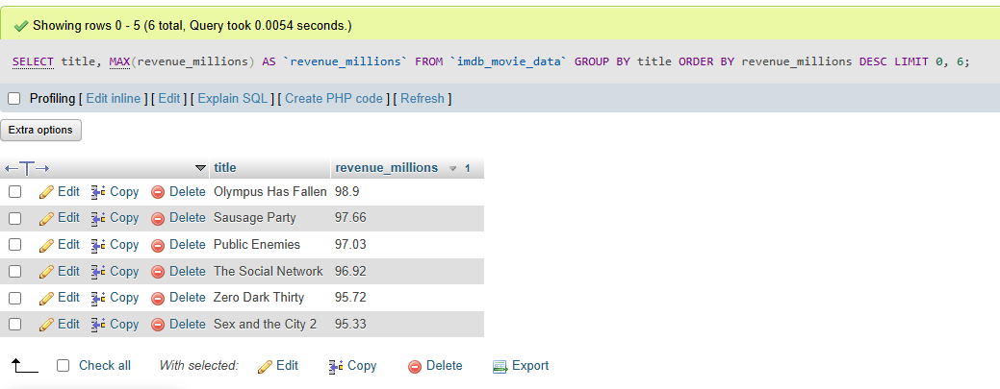 Showing rows 0 - 5 (6 total, Query took 0.0054 seconds.)
SELECT title, MAX(revenue_millions) AS `revenue_millions` FROM `imdb_movie_data` GROUP BY title ORDER BY revenue_millions DESC LIMIT 0, 6;
Profiling [ Edit inline ] [ Edit ] [ Explain SQL ] [ Create PHP code ] [ Refresh ]
Extra options
title revenue_millions 1
Edit Copy Delete Olympus Has Fallen 98.9
Edit Copy Delete Sausage Party 97.66
Edit Copy Delete Public Enemies 97.03
Edit Copy Delete The Social Network 96.92
Edit Copy Delete Zero Dark Thirty 95.72
Edit Copy Delete Sex and the City 2 95.33
Check all With selected: Edit Copy Delete Export